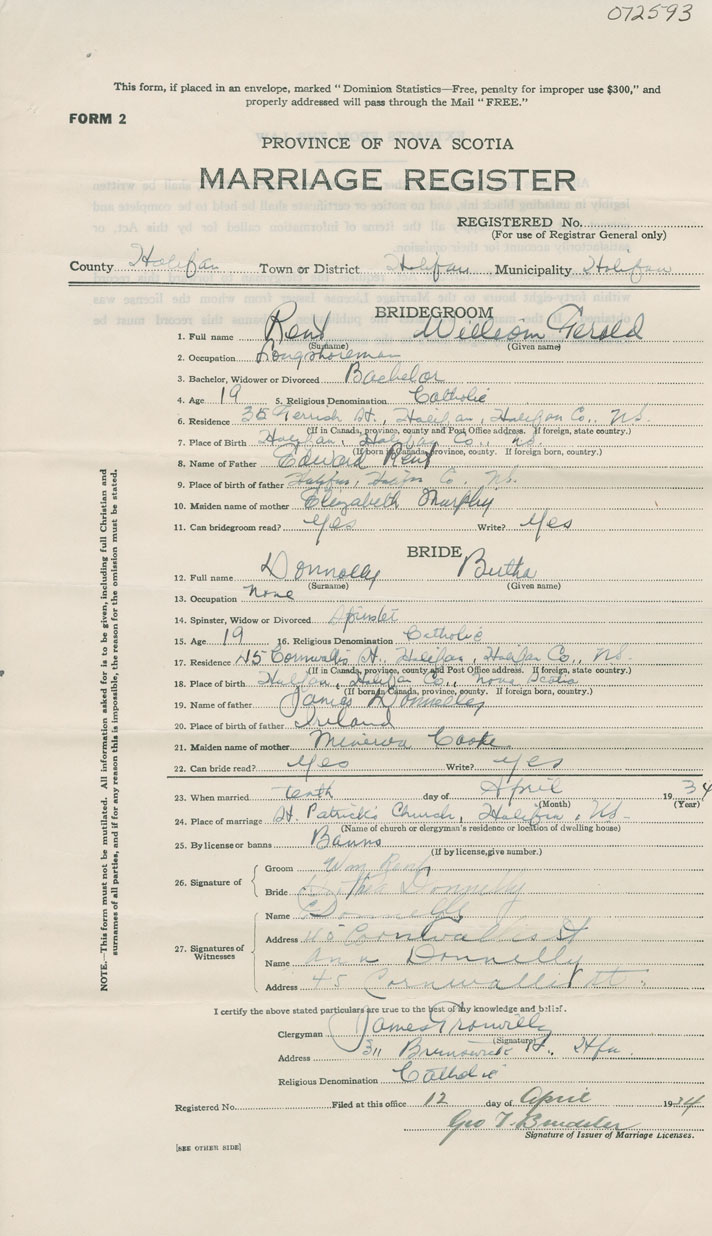 072593
This form, if placed in an envelope, marked "Dominion Statistics—Free, penalty for improper use $300," and
properly addressed will pass through the Mail "FREE."
FORM 2
PROVINCE OF NOVA SCOTIA
MARRIAGE REGISTER
REGISTERED No.
(For use of Registrar General only)
County Halifax Town or District Halifax Municipality Halifax
BRIDEGROOM
1. Full name Rent William Gerald
(Surname) (Given name)
2. Occupation Longshoreman
3. Bachelor, Widower or Divorced Bachelor
4. Age 19 5. Religious Denomination Catholic
6. Residence 35 Gerrish St., Halifax, Halifax Co., N.S.
(If in Canada, province, county and Post Office address. If foreign, state country.)
7. Place of Birth Halifax, Halifax Co., N.S.
(If born in Canada, province, county. If foreign born, country.)
8. Name of Father Edward Rent
9. Place of birth of father Halifax, Halifax Co., N.S.
10. Maiden name of mother Elizabeth Murphy
11. Can bridegroom read? Yes Write? Yes
BRIDE
12. Full name Donnolly
(Surname) (Given name)
13. Occupation None
14. Spinster, Widow or Divorced Spinster
15. Age 19 16. Religious Denomination Catholic
17. Residence 45 Cornwallis St., Halifax, Halifax Co., N.S.
(If in Canada, province, county and Post Office address. If foreign, state country.)
18. Place of Birth Halifax, Halifax Co., Nova Scotia
(If born in Canada, province, county. If foreign born, country.)
19. Name of father James Donnelley
20. Place of birth of father Ireland
21. Maiden name of mother Minerva Cooke
22. Can bride read? Yes Write? Yes
23. When married tenth day of April 1934
(Month) (Year)
24. Place of marriage St. Patrick's Church, Halifax, N.S.
(Name of church or clergyman's residence or location of dwelling house)
25. By license or banns Banns
(If by license, give number.)
26. Signature of
Groom Wm Rent
Bride Donnelly
27. Signatures of Witnesses
Name Donnelly
Address 45 Cornwallis St
Name Ann Donnelly
Address 45 Cornwallis St.
I certify the above stated particulars are true to the best of my knowledge and belief.
Clergyman James
(Signature)
Address 311 Brunswick St., Hfx.
Religious Denomination Catholic
Registered No. Filed at this office 12 day of April 1934
Geo T.
Signature of Issuer of Marriage Licenses.
[SEE OTHER SIDE]
NOTE.—This form must not be mutilated. All information asked for is to be given, including full Christian and
surnames of all parties, and if for any reason this is impossible, the reason for the omission must be stated.